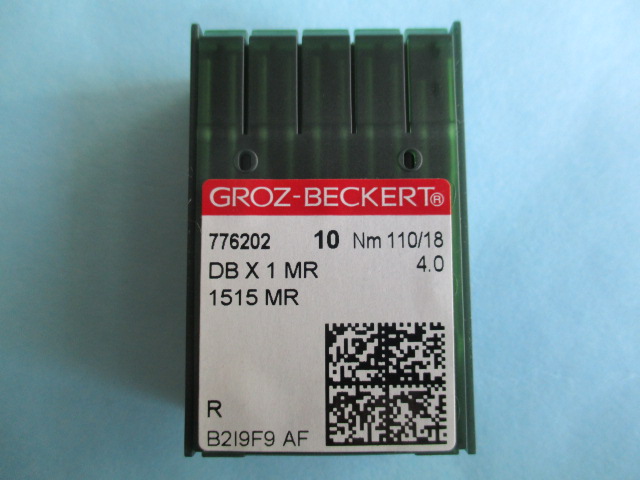 GROZ-BECKERT®
776202 10 Nm 110/18
DB X 1 MR 4.0
1515 MR
R
B2I9F9 AF